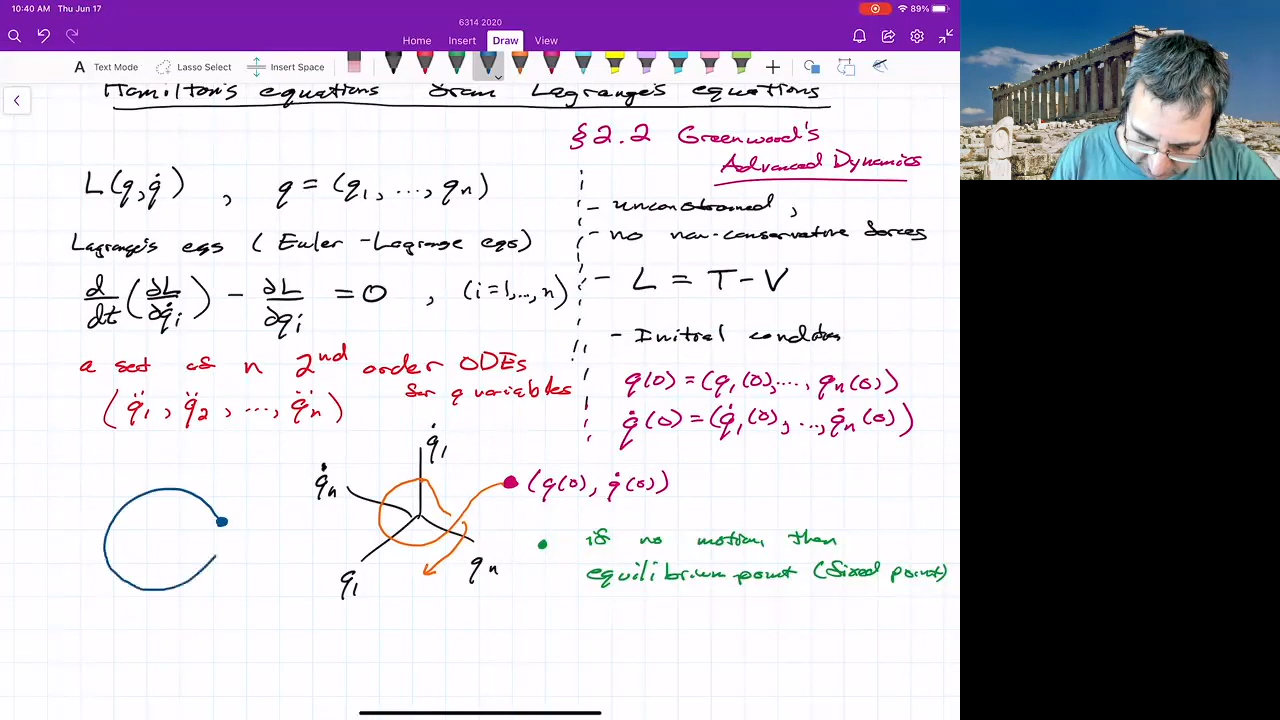 10:40 AM Thu Jun 17
89%
6314 2020
Home Insert Draw View
Text Mode Lasso Select Insert Space
Hamilton's equations from Lagrange's equations
§2.2 Greenwood's
Advanced Dynamics
L(q,q̇) , q = (q₁, ..., qₙ)
- unconstrained,
- no non-conservative forces
Lagrange's eqs (Euler-Lagrange eqs)
- L = T - V
d/dt (∂L/∂q̇ᵢ) - ∂L/∂qᵢ = 0 , (i=1,...,n)
- Initial conditions
a set of n 2nd order ODEs
for q variables
(q̈₁, q̈₂, ..., q̈ₙ)
q(0) = (q₁(0), ..., qₙ(0))
q̇(0) = (q̇₁(0), ..., q̇ₙ(0))
q̇₁
q̇ₙ
(q(0), q̇(0))
q₁
qₙ
• if no motion, then
equilibrium point (fixed point)